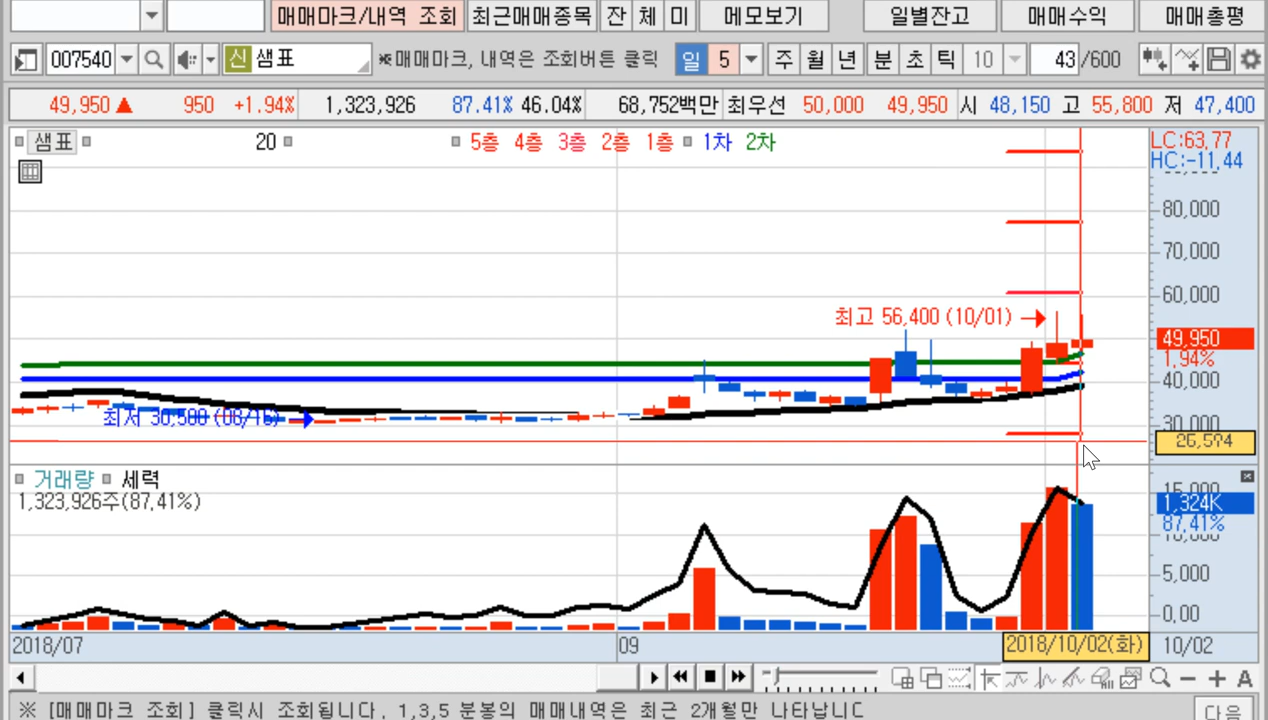 매매마크/내역 조회 최근매매종목 잔 체 미 메모보기 일별잔고 매매수익 매매총평
007540 신 샘표 ※매매마크, 내역은 조회버튼 클릭 일 5 주 월 년 분 초 틱 10 43/600
49,950 ▲ 950 +1.94% 1,323,926 87.41% 46.04% 68,752백만 최우선 50,000 49,950 시 48,150 고 55,800 저 47,400
샘표 20 5층 4층 3층 2층 1층 1차 2차
LC:63.77
HC:-11.44
80,000
70,000
60,000
최고 56,400 (10/01) →
49,950
1.94%
40,000
최저 30,500
30,000
거래량 세력
1,323,926주(87.41%)
15,000
1,324K
87.41%
10,000
5,000
0.00
2018/07 09 2018/10/02(화) 10/02
※ [매매마크 조회] 클릭시 조회됩니다. 1,3,5 분봉의 매매내역은 최근 2개월만 나타납니다
다음